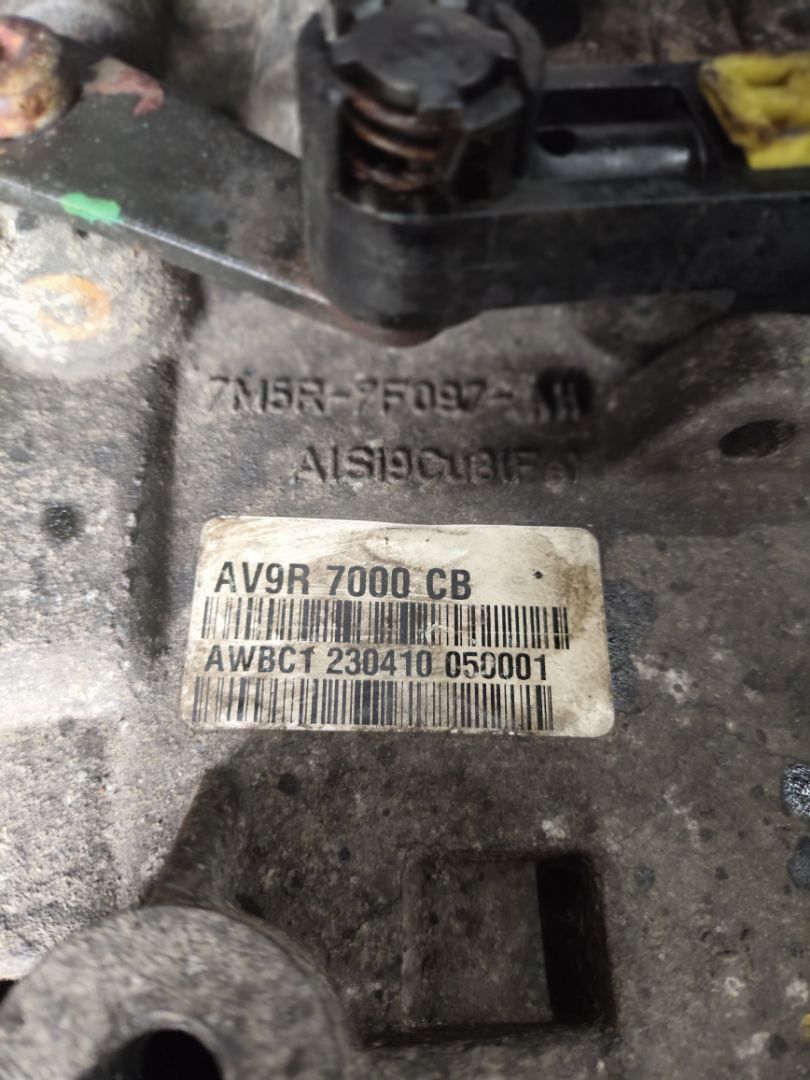 7M5R-7F097-
AlSi9Cu3(Fe)
AV9R 7000 CB
AWBC1 230410 050001